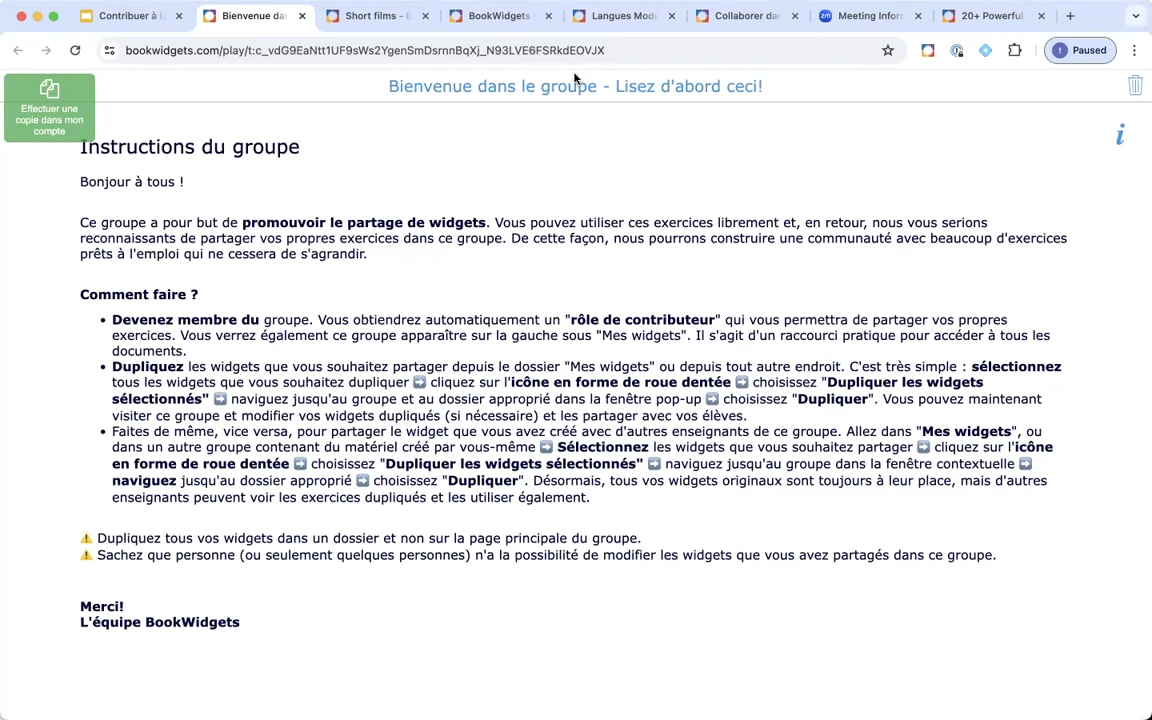 Contribuer à l
Bienvenue da
Short films - B
BookWidgets
Langues Mod
Collaborer da
Meeting Inforn
20+ Powerful
bookwidgets.com/play/t:c_vdG9EaNtt1UF9sWs2YgenSmDsrnnBqXj_N93LVE6FSRkdEOVJX
t Paused
Bienvenue dans le groupe - Lisez d'abord ceci!
Effectuer une
copie dans mon
compte
i
Instructions du groupe
Bonjour à tous !
Ce groupe a pour but de promouvoir le partage de widgets. Vous pouvez utiliser ces exercices librement et, en retour, nous vous serions
reconnaissants de partager vos propres exercices dans ce groupe. De cette façon, nous pourrons construire une communauté avec beaucoup d'exercices
prêts à l'emploi qui ne cessera de s'agrandir.
Comment faire ?
• Devenez membre du groupe. Vous obtiendrez automatiquement un "rôle de contributeur" qui vous permettra de partager vos propres
exercices. Vous verrez également ce groupe apparaître sur la gauche sous "Mes widgets". Il s'agit d'un raccourci pratique pour accéder à tous les
documents.
• Dupliquez les widgets que vous souhaitez partager depuis le dossier "Mes widgets" ou depuis tout autre endroit. C'est très simple : sélectionnez
tous les widgets que vous souhaitez dupliquer ➡️ cliquez sur l'icône en forme de roue dentée ➡️ choisissez "Dupliquer les widgets
sélectionnés" ➡️ naviguez jusqu'au groupe et au dossier approprié dans la fenêtre pop-up ➡️ choisissez "Dupliquer". Vous pouvez maintenant
visiter ce groupe et modifier vos widgets dupliqués (si nécessaire) et les partager avec vos élèves.
• Faites de même, vice versa, pour partager le widget que vous avez créé avec d'autres enseignants de ce groupe. Allez dans "Mes widgets", ou
dans un autre groupe contenant du matériel créé par vous-même ➡️ Sélectionnez les widgets que vous souhaitez partager ➡️ cliquez sur l'icône
en forme de roue dentée ➡️ choisissez "Dupliquer les widgets sélectionnés" ➡️ naviguez jusqu'au groupe dans la fenêtre contextuelle ➡️
naviguez jusqu'au dossier approprié ➡️ choisissez "Dupliquer". Désormais, tous vos widgets originaux sont toujours à leur place, mais d'autres
enseignants peuvent voir les exercices dupliqués et les utiliser également.
⚠️ Dupliquez tous vos widgets dans un dossier et non sur la page principale du groupe.
⚠️ Sachez que personne (ou seulement quelques personnes) n'a la possibilité de modifier les widgets que vous avez partagés dans ce groupe.
Merci!
L'équipe BookWidgets